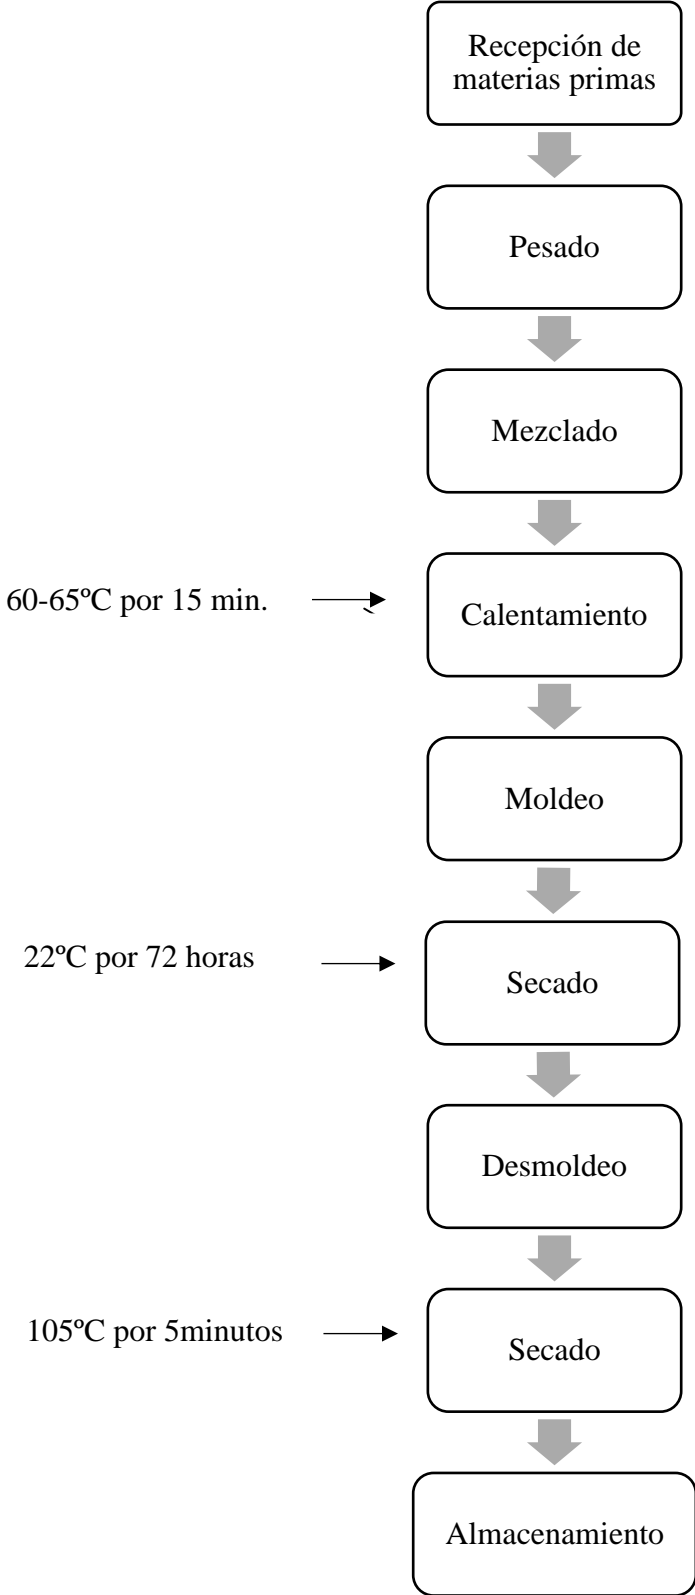 Recepción de
materias primas
Pesado
Mezclado
60-65ºC por 15 min.
Calentamiento
Moldeo
22ºC por 72 horas
Secado
Desmoldeo
105ºC por 5minutos
Secado
Almacenamiento